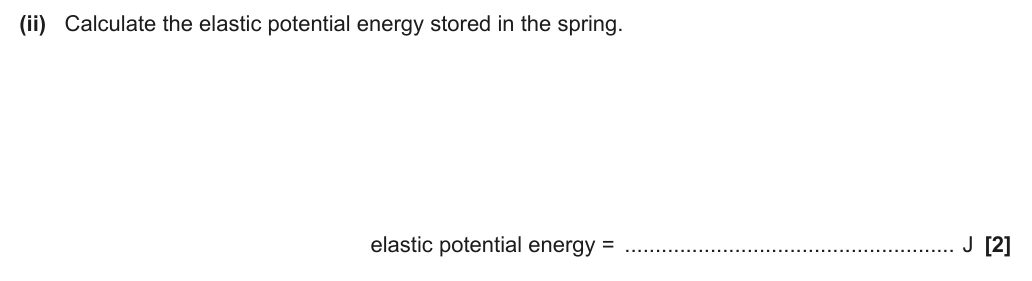 (ii) Calculate the elastic potential energy stored in the spring.
elastic potential energy = ..................................................... J [2]